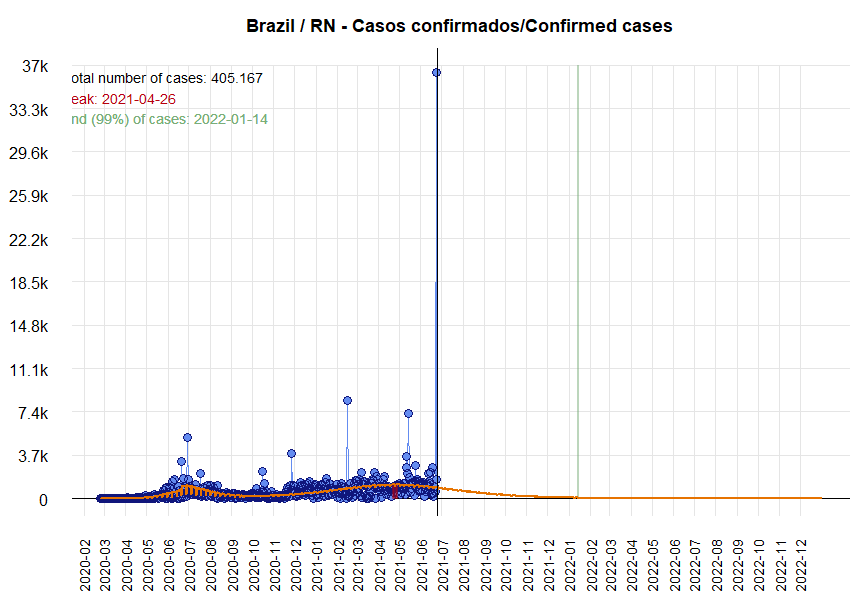 Brazil / RN - Casos confirmados/Confirmed cases
37k
otal number of cases: 405.167
eak: 2021-04-26
33.3k
nd (99%) of cases: 2022-01-14
29.6k
25.9k
22.2k
18.5k
14.8k
11.1k
7.4k
3.7k
0
2020-02
2020-03
2020-04
2020-05
2020-06
2020-07
2020-08
2020-09
2020-10
2020-11
2020-12
2021-01
2021-02
2021-03
2021-04
2021-05
2021-06
2021-07
2021-08
2021-09
2021-10
2021-11
2021-12
2022-01
2022-02
2022-03
2022-04
2022-05
2022-06
2022-07
2022-08
2022-09
2022-10
2022-11
2022-12